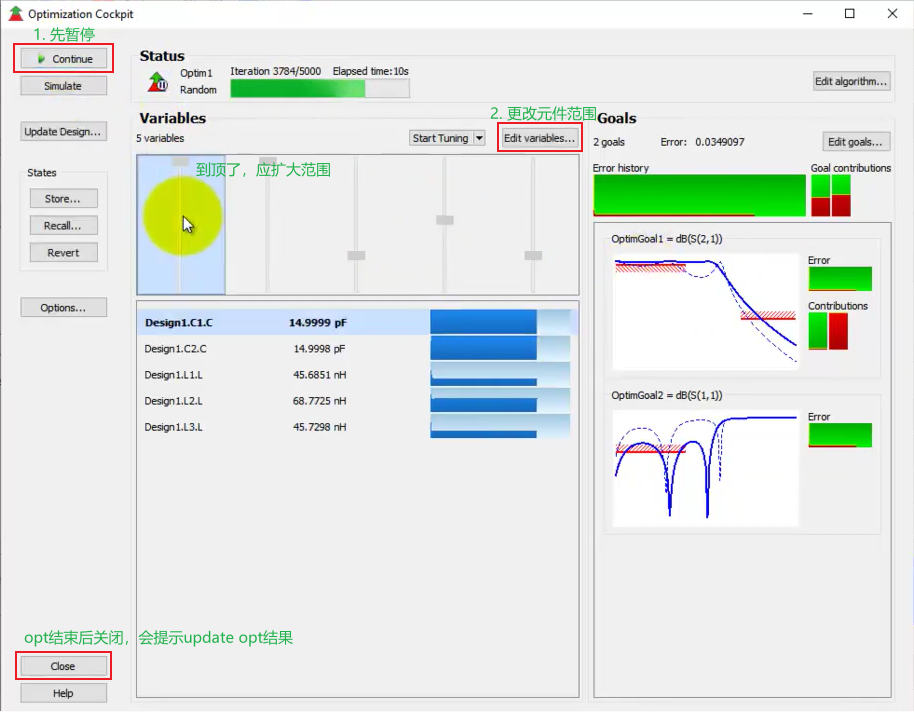 Optimization Cockpit
1. 先暂停
Continue
Simulate
Update Design...
States
Store...
Recall...
Revert
Options...
Status
Optim1
Random
Iteration 3784/5000 Elapsed time:10s
Edit algorithm...
Variables
2. 更改元件范围
5 variables
Start Tuning
Edit variables...
到顶了，应扩大范围
Design1.C1.C 14.9999 pF
Design1.C2.C 14.9998 pF
Design1.L1.L 45.6851 nH
Design1.L2.L 68.7725 nH
Design1.L3.L 45.7298 nH
Goals
2 goals Error: 0.0349097
Edit goals...
Error history
Goal contributions
OptimGoal1 = dB(S(2,1))
Error
Contributions
OptimGoal2 = dB(S(1,1))
Error
opt结束后关闭，会提示update opt结果
Close
Help